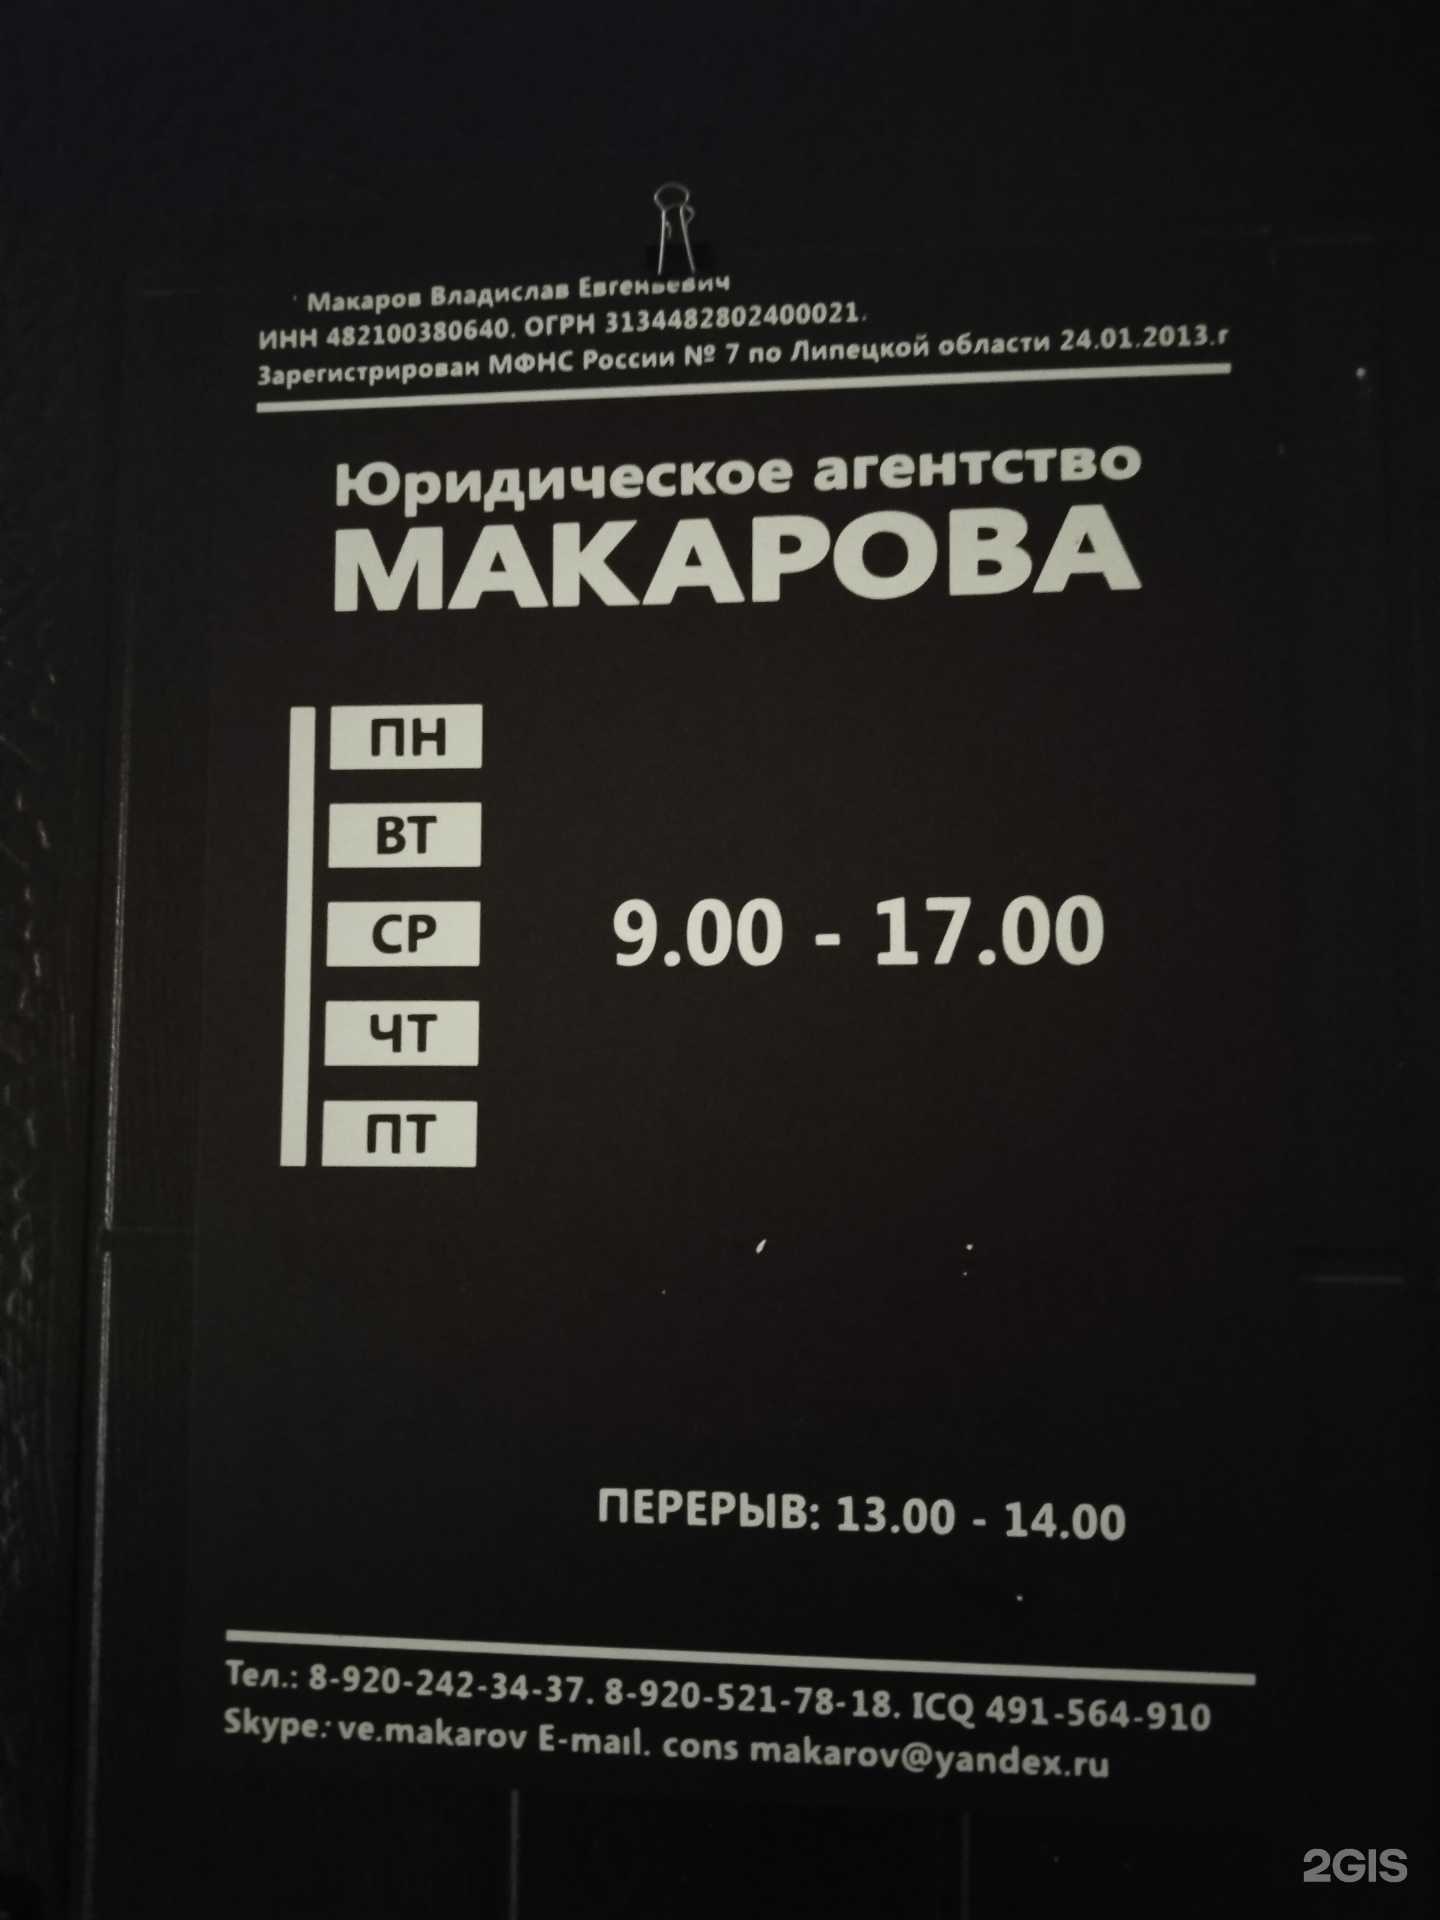 Макаров Владислав Евгеньевич
ИНН 482100380640. ОГРН 3134482802400021.
Зарегистрирован МФНС России № 7 по Липецкой области 24.01.2013.г
Юридическое агентство
МАКАРОВА
ПН
ВТ
СР
9.00 - 17.00
ЧТ
ПТ
ПЕРЕРЫВ: 13.00 - 14.00
Тел.: 8-920-242-34-37. 8-920-521-78-18. ICQ 491-564-910
Skype: ve.makarov E-mail. cons makarov@yandex.ru
2GIS